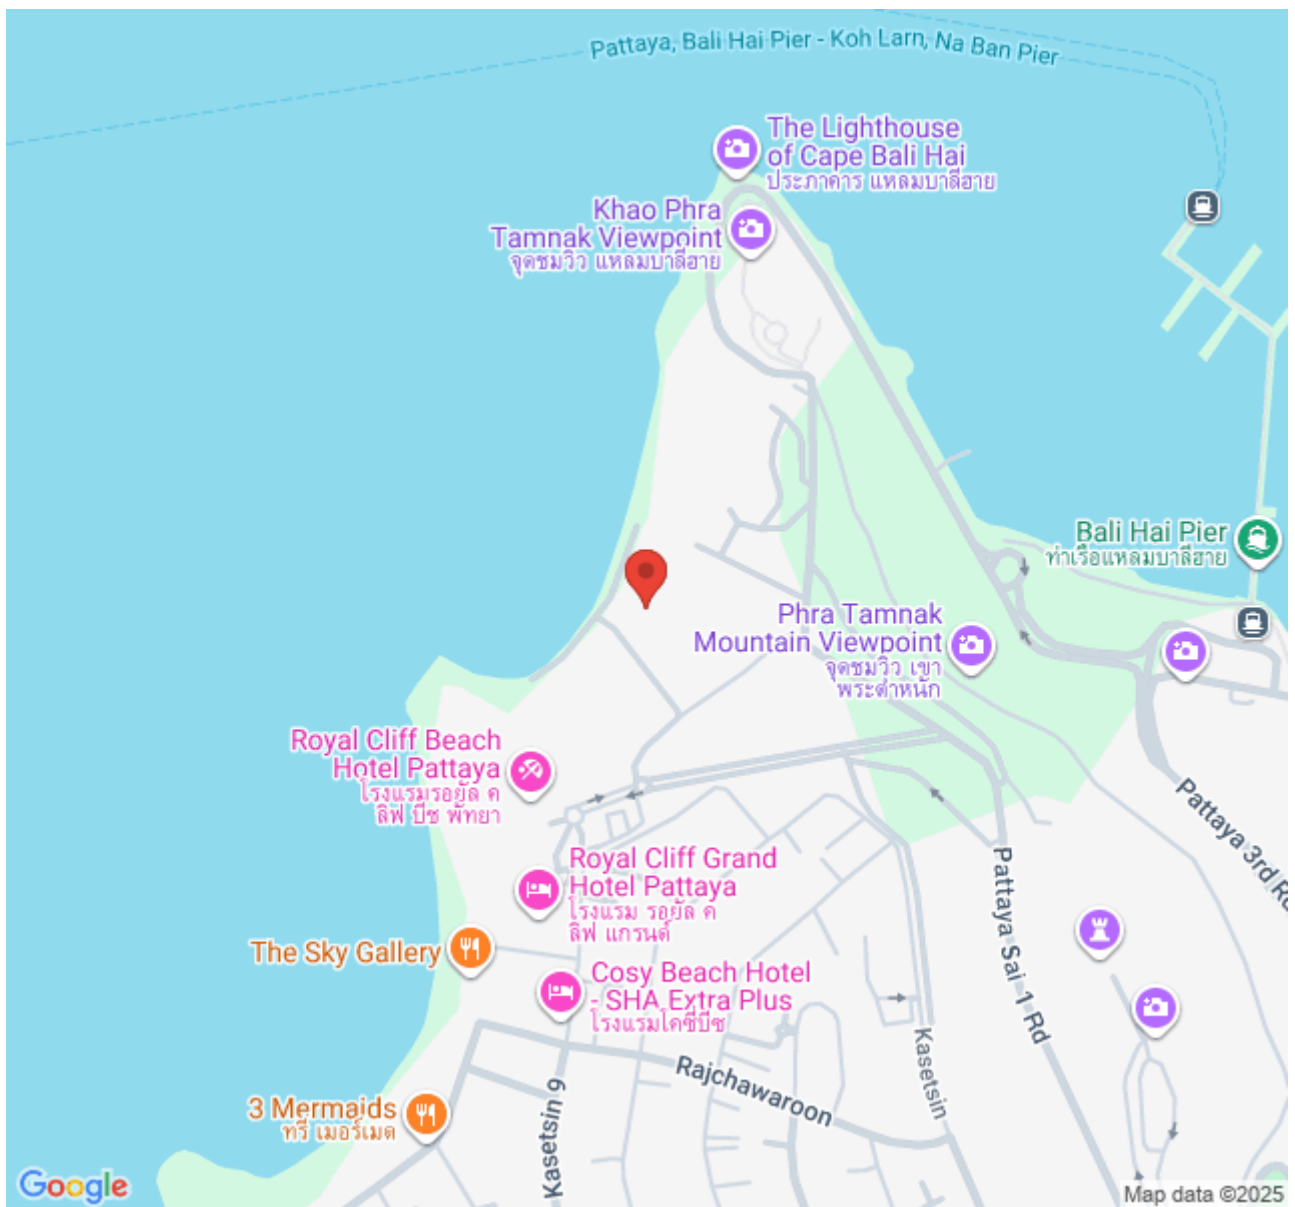 Pattaya, Bali Hai Pier - Koh Larn, Na Ban Pier
The Lighthouse
of Cape Bali Hai
ประภาคาร แหลมบาลีฮาย
Khao Phra
Tamnak Viewpoint
จุดชมวิว แหลมบาลีฮาย
Bali Hai Pier
ท่าเรือแหลมบาลีฮาย
Phra Tamnak
Mountain Viewpoint
จุดชมวิว เขา
พระตำหนัก
Royal Cliff Beach
Hotel Pattaya
โรงแรมรอยัล ค
ลิฟ บีช พัทยา
Pattaya 3rd Rd
Royal Cliff Grand
Hotel Pattaya
โรงแรม รอยัล ค
ลิฟ แกรนด์
Pattaya Sai 1 Rd
The Sky Gallery
Cosy Beach Hotel
- SHA Extra Plus
โรงแรมโคซี่บีช
Kasetsin
Rajchawaroon
3 Mermaids
ทรี เมอร์เมด
Kasetsin 9
Google
Map data ©2025